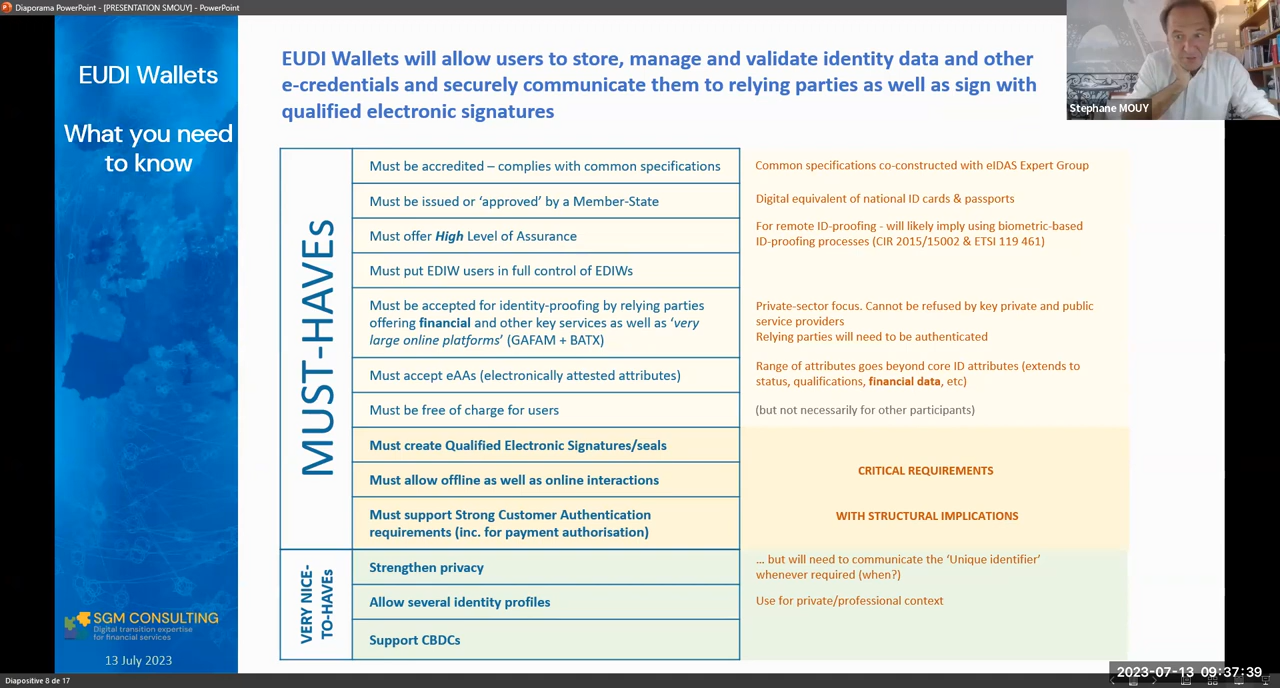 Diaporama PowerPoint - [PRESENTATION SMOUY] - PowerPoint
EUDI Wallets
What you need
to know
EUDI Wallets will allow users to store, manage and validate identity data and other
e-credentials and securely communicate them to relying parties as well as sign with
qualified electronic signatures
Stephane MOUY
MUST-HAVEs
Must be accredited – complies with common specifications
Common specifications co-constructed with eIDAS Expert Group
Must be issued or ‘approved’ by a Member-State
Digital equivalent of national ID cards & passports
Must offer High Level of Assurance
For remote ID-proofing - will likely imply using biometric-based
ID-proofing processes (CIR 2015/15002 & ETSI 119 461)
Must put EDIW users in full control of EDIWs
Must be accepted for identity-proofing by relying parties
offering financial and other key services as well as ‘very
large online platforms’ (GAFAM + BATX)
Private-sector focus. Cannot be refused by key private and public
service providers
Relying parties will need to be authenticated
Must accept eAAs (electronically attested attributes)
Range of attributes goes beyond core ID attributes (extends to
status, qualifications, financial data, etc)
Must be free of charge for users
(but not necessarily for other participants)
Must create Qualified Electronic Signatures/seals
Must allow offline as well as online interactions
Must support Strong Customer Authentication
requirements (inc. for payment authorisation)
CRITICAL REQUIREMENTS
WITH STRUCTURAL IMPLICATIONS
VERY NICE-
TO-HAVEs
Strengthen privacy
… but will need to communicate the ‘Unique identifier’
whenever required (when?)
Allow several identity profiles
Use for private/professional context
Support CBDCs
SGM CONSULTING
Digital transition expertise
for financial services
13 July 2023
2023-07-13 09:37:39
Diapositive 8 de 17